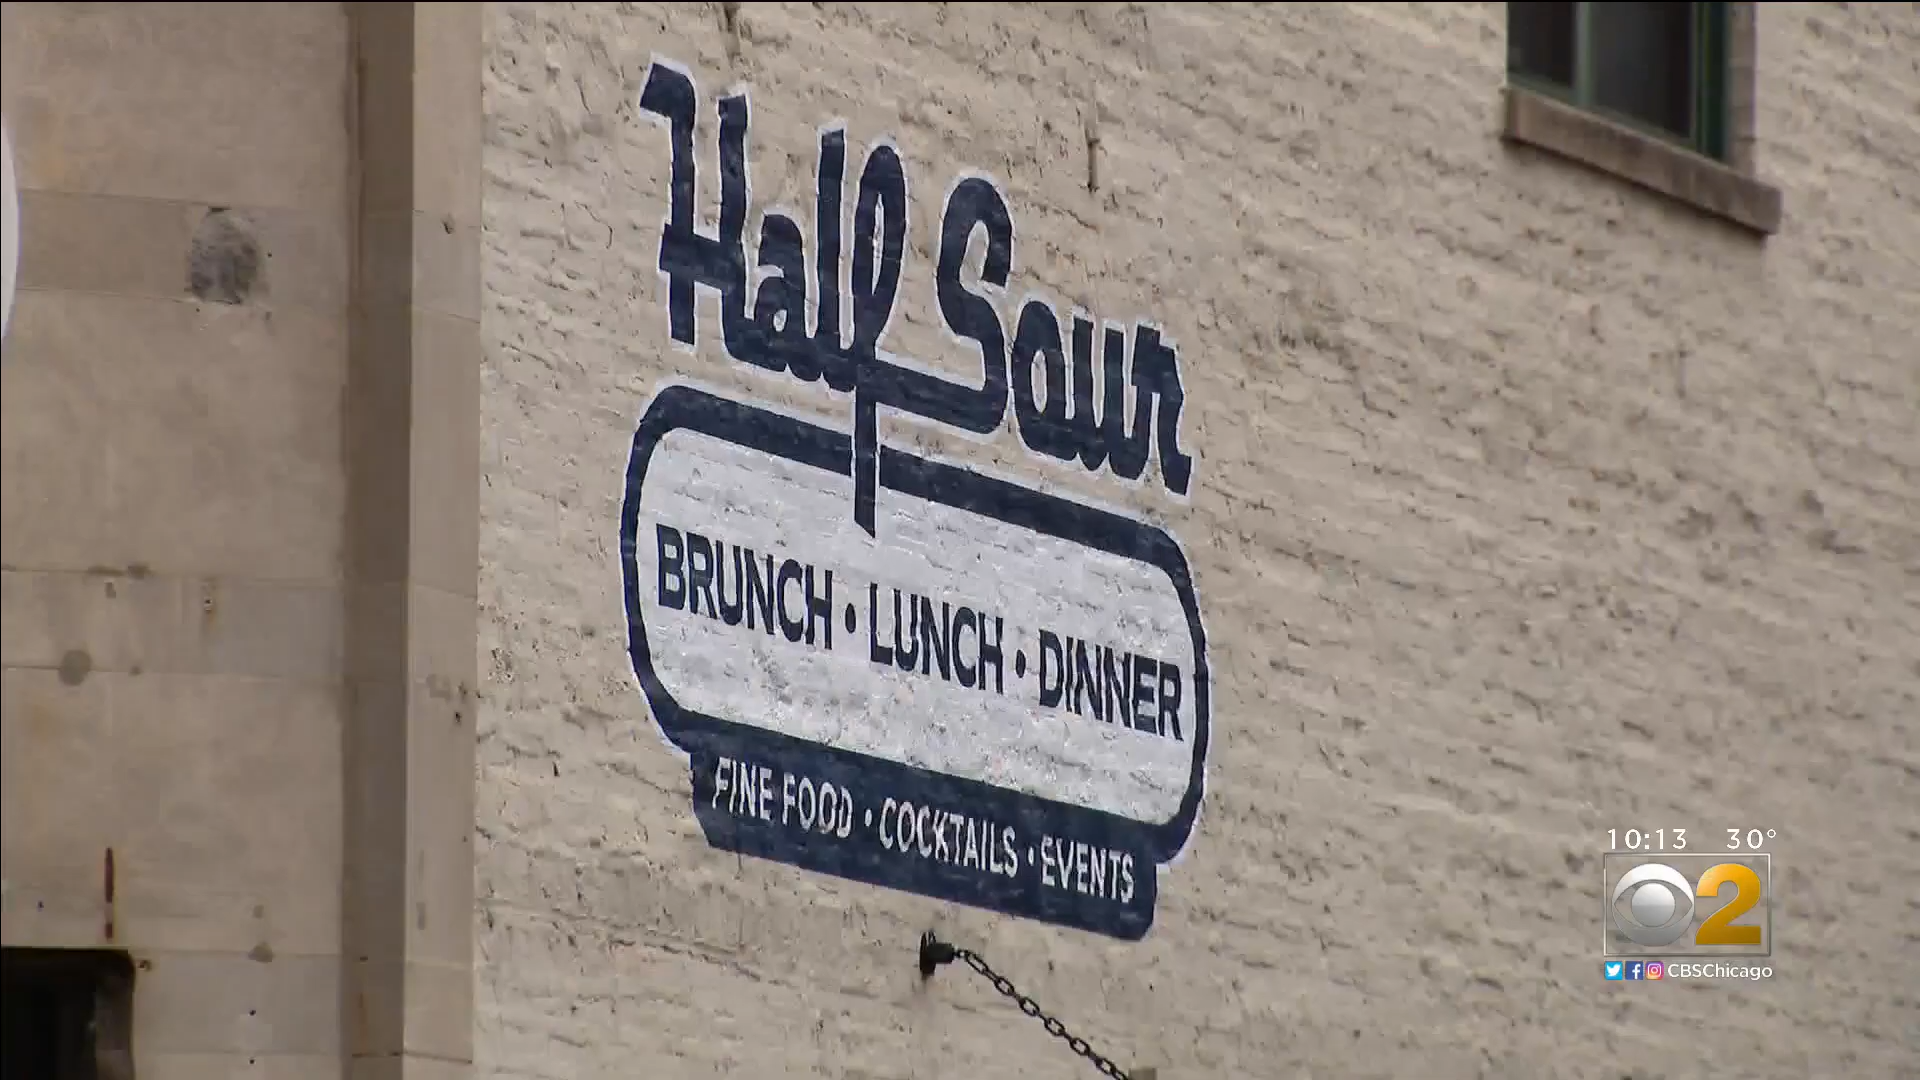 Half Sour
BRUNCH • LUNCH • DINNER
FINE FOOD • COCKTAILS • EVENTS
10:13 30°
2
CBSChicago